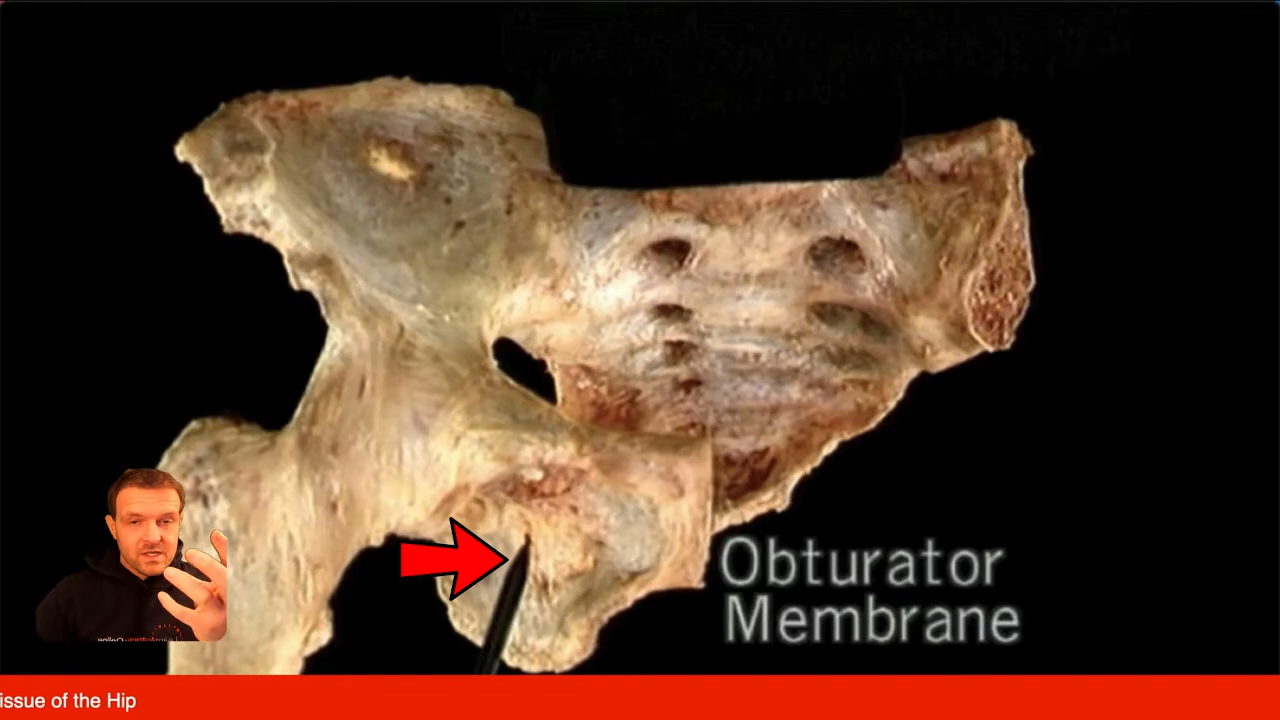 Obturator
Membrane
issue of the Hip